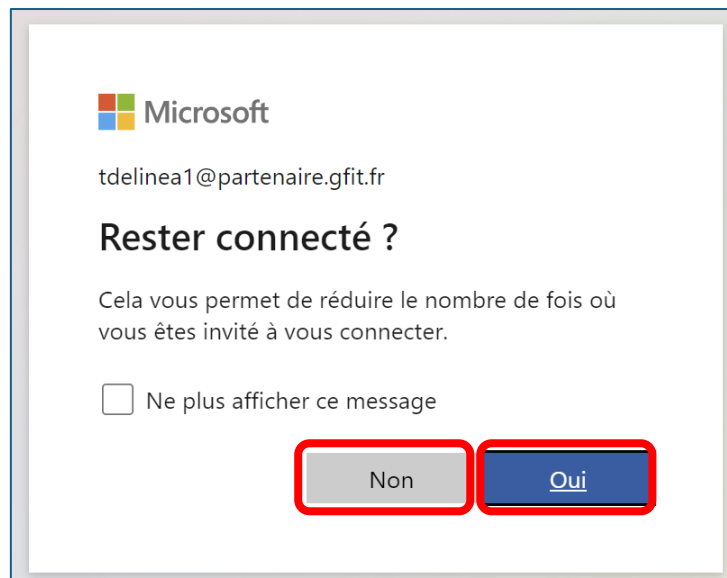 Microsoft
tdelinea1@partenaire.gfit.fr
Rester connecté ?
Cela vous permet de réduire le nombre de fois où
vous êtes invité à vous connecter.
Ne plus afficher ce message
Non
Oui